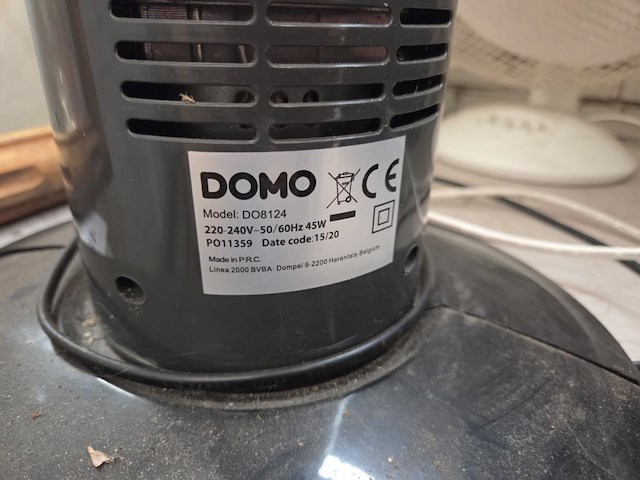 DOMO CE
Model: DO8124
220-240V~50/60Hz 45W
PO11359 Date code:15/20
Made in P.R.C.
Linea 2000 BVBA- Dompel 9-2200 Herentals-Belgium